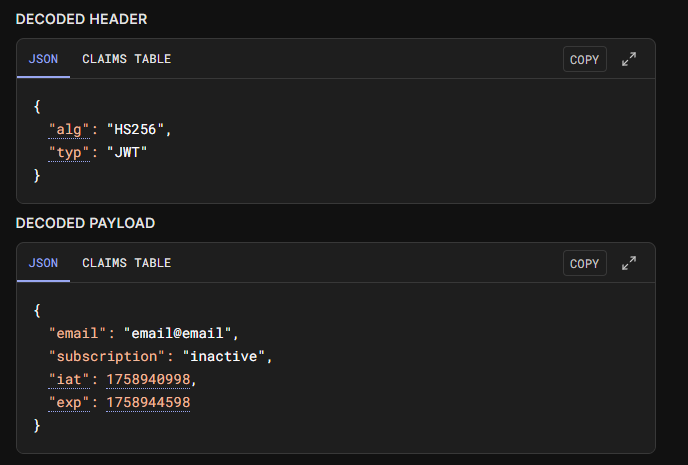 DECODED HEADER
JSON CLAIMS TABLE COPY
{
"alg": "HS256",
"typ": "JWT"
}
DECODED PAYLOAD
JSON CLAIMS TABLE COPY
{
"email": "email@email",
"subscription": "inactive",
"iat": 1758940998,
"exp": 1758944598
}